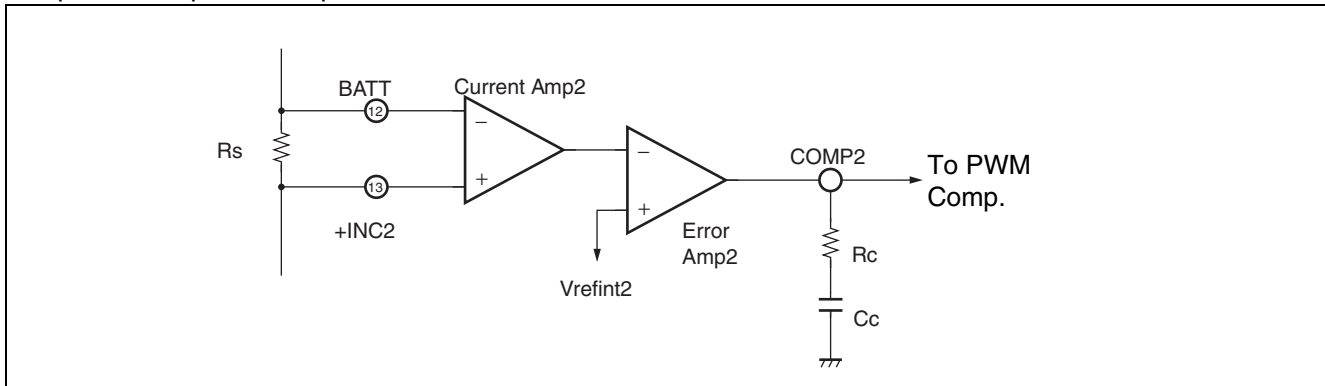 BATT
12
Current Amp2
−
+
Rs
13
+INC2
−
+
Error
Amp2
Vrefint2
COMP2
To PWM
Comp.
Rc
Cc